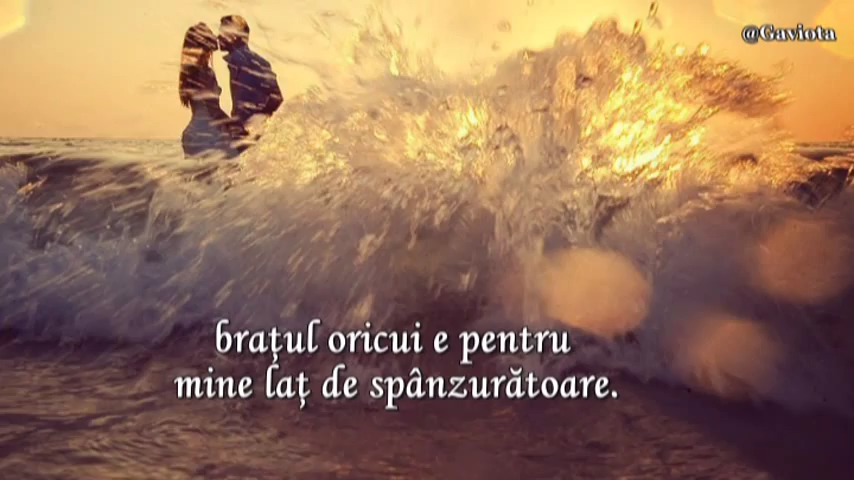 @Gaviota
brațul oricui e pentru
mine laț de spânzurătoare.